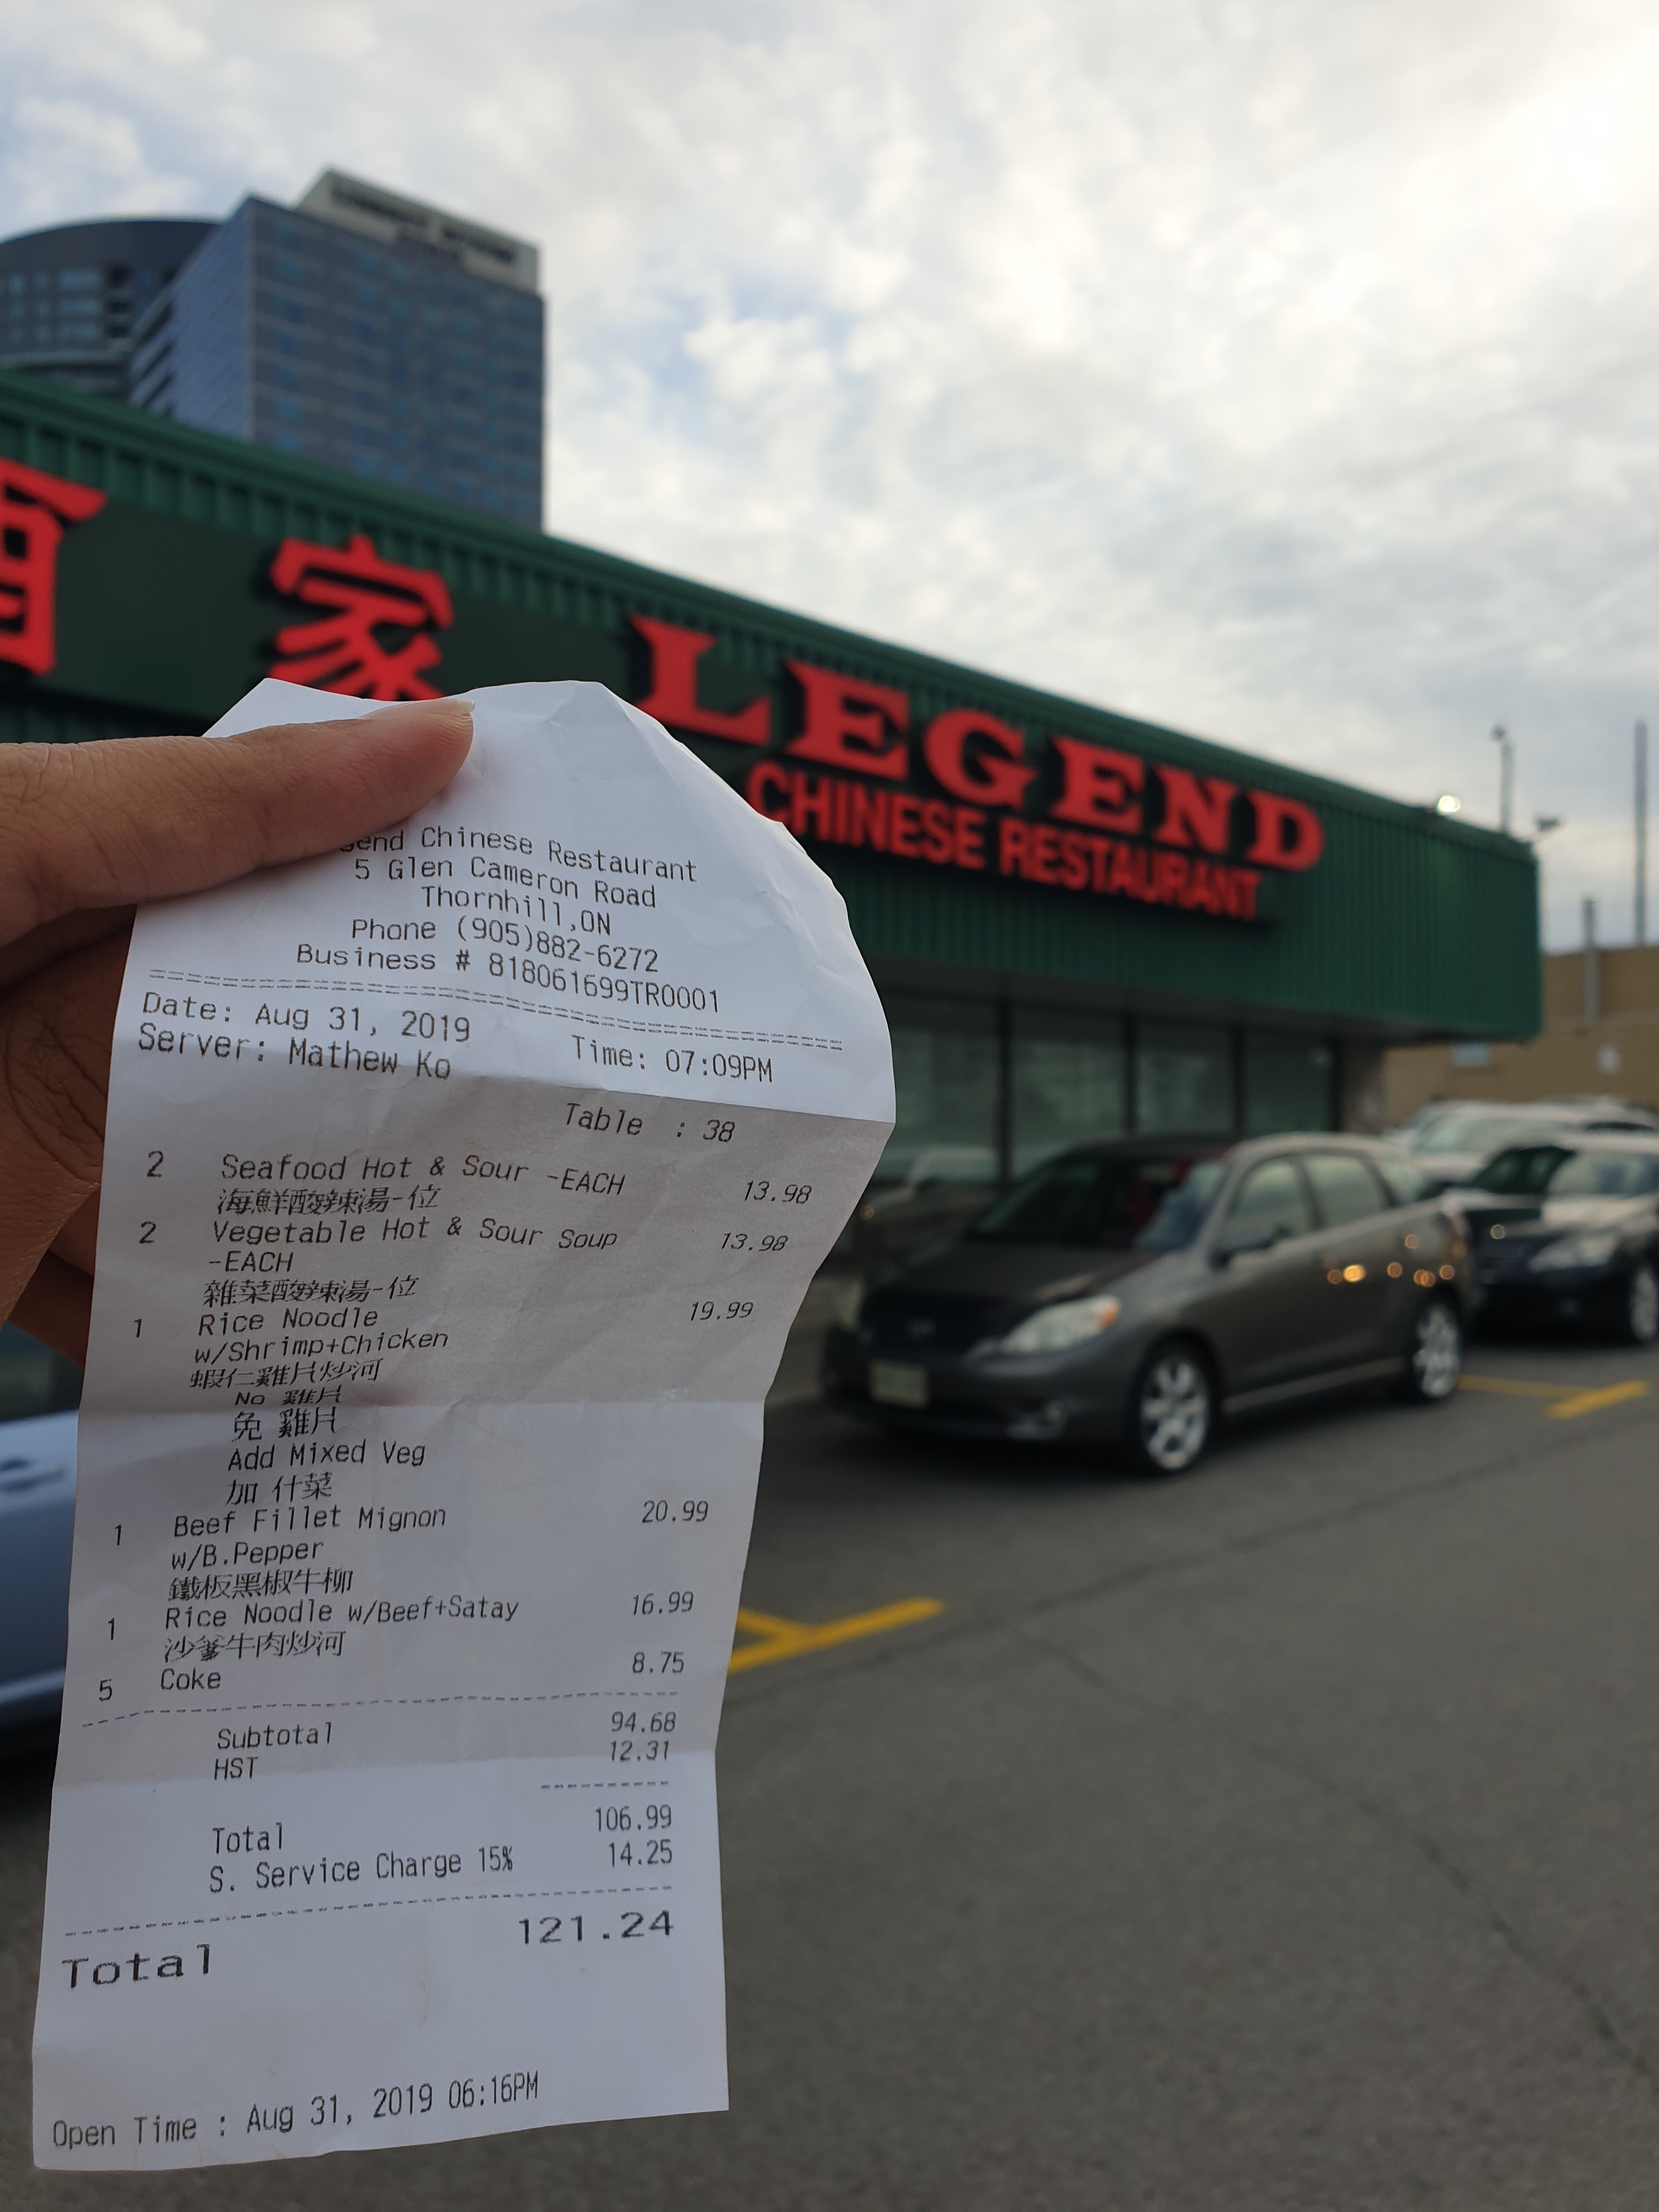 酒家 LEGEND
CHINESE RESTAURANT
end Chinese Restaurant
5 Glen Cameron Road
Thornhill,ON
Phone (905)882-6272
Business # 818061699TR0001
Date: Aug 31, 2019 Time: 07:09PM
Server: Mathew Ko
Table : 38
2 Seafood Hot & Sour -EACH 13.98
海鮮酸辣湯-位
2 Vegetable Hot & Sour Soup 13.98
-EACH
雜菜酸辣湯-位
1 Rice Noodle 19.99
w/Shrimp+Chicken
蝦仁雞片炒河
No 雞片
免 雞片
Add Mixed Veg
加 什菜
1 Beef Fillet Mignon 20.99
w/B.Pepper
鐵板黑椒牛柳
1 Rice Noodle w/Beef+Satay 16.99
沙爹牛肉炒河
5 Coke 8.75
Subtotal 94.68
HST 12.31
Total 106.99
S. Service Charge 15% 14.25
Total 121.24
Open Time : Aug 31, 2019 06:16PM